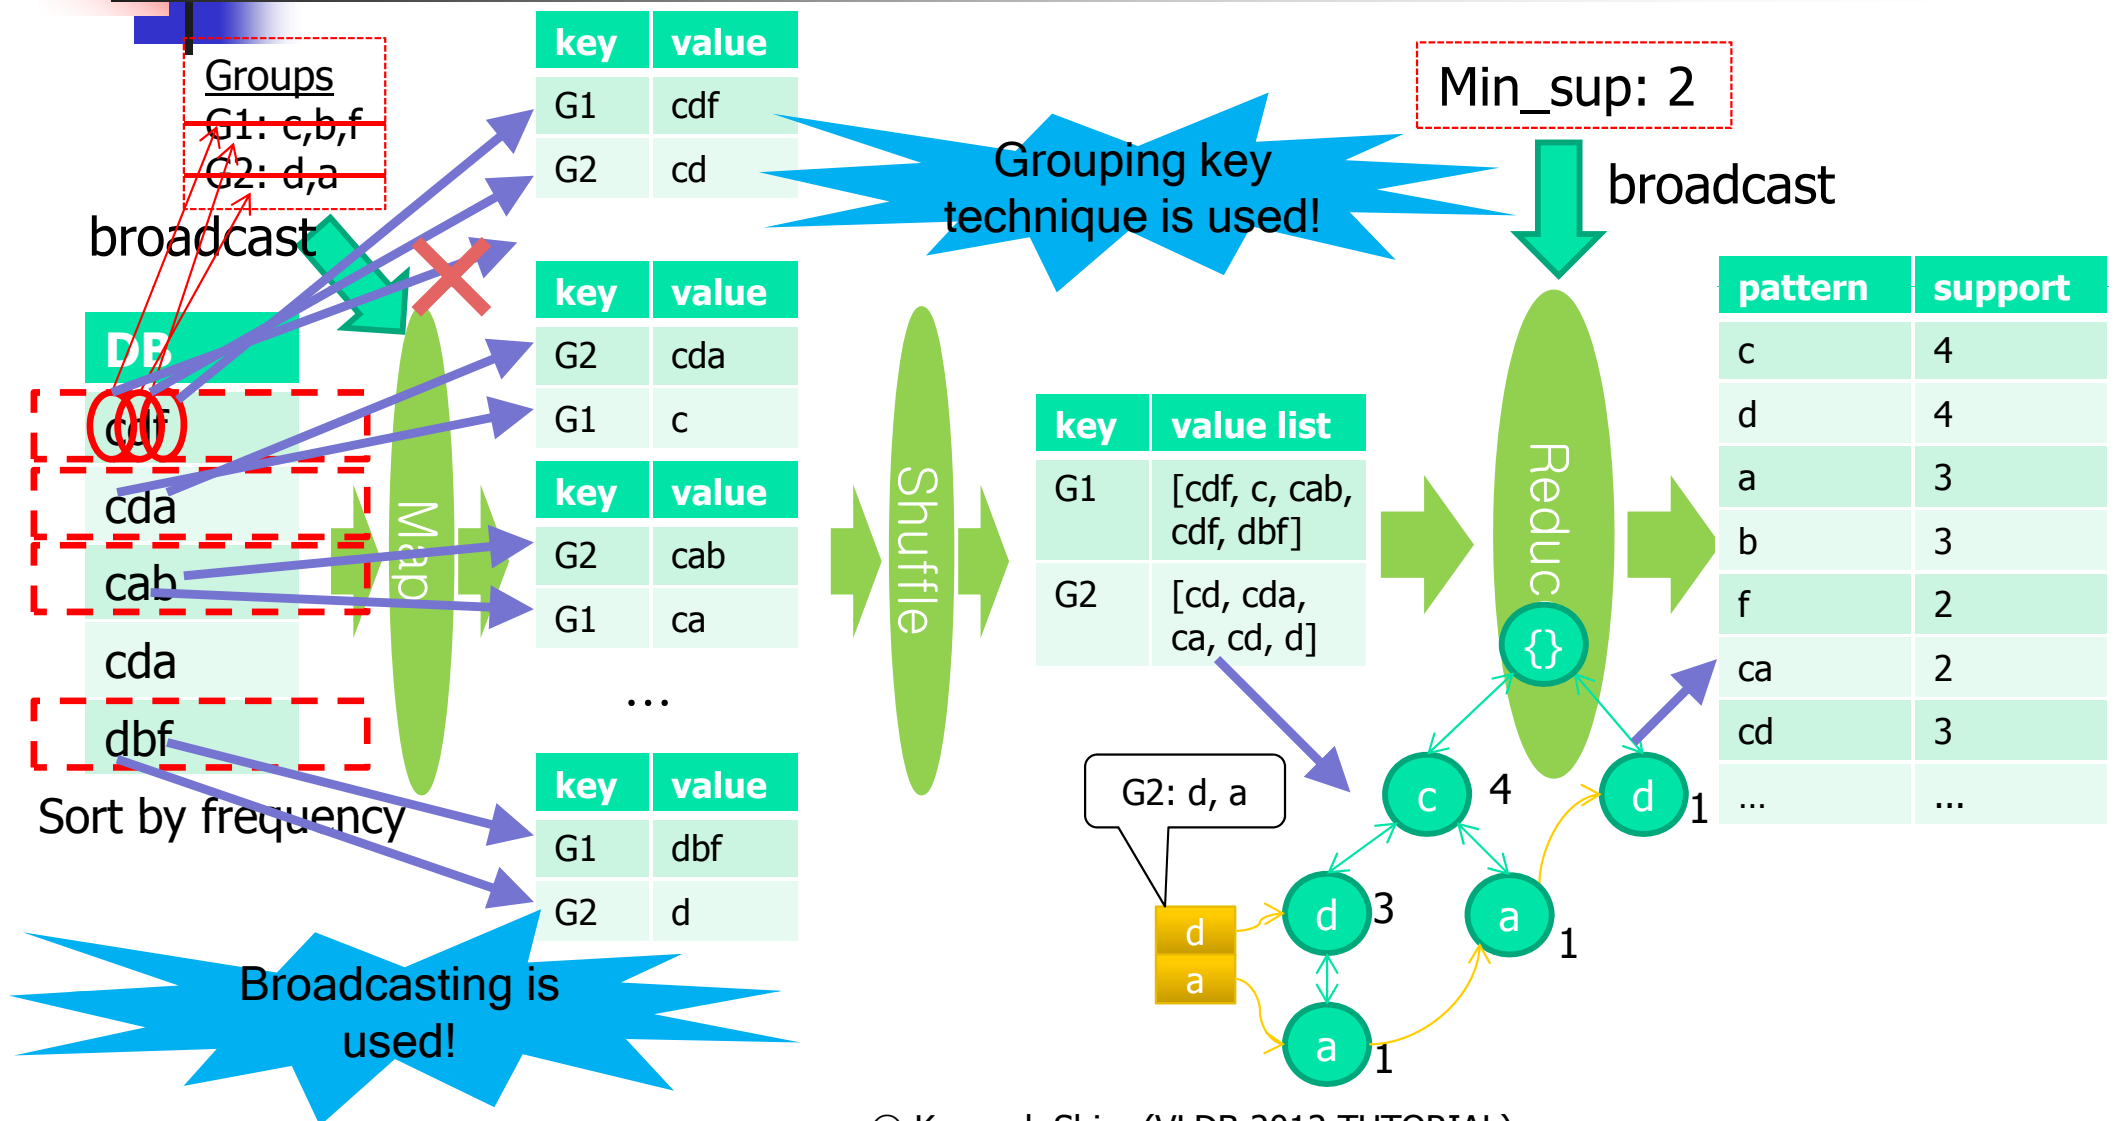 Groups
G1: c,b,f
G2: d,a
broadcast
DB
cdf
cda
cab
cda
dbf
Sort by frequency
Map
key value
G1 cdf
G2 cd
key value
G2 cda
G1 c
key value
G2 cab
G1 ca
...
key value
G1 dbf
G2 d
Broadcasting is
used!
Grouping key
technique is used!
Shuffle
key value list
G1 [cdf, c, cab,
cdf, dbf]
G2 [cd, cda,
ca, cd, d]
Min_sup: 2
broadcast
Reduc
{}
c 4
d 1
d 3
a 1
a 1
G2: d, a
d
a
pattern support
c 4
d 4
a 3
b 3
f 2
ca 2
cd 3
... ...
(VLDB 2012 TUTORIAL)